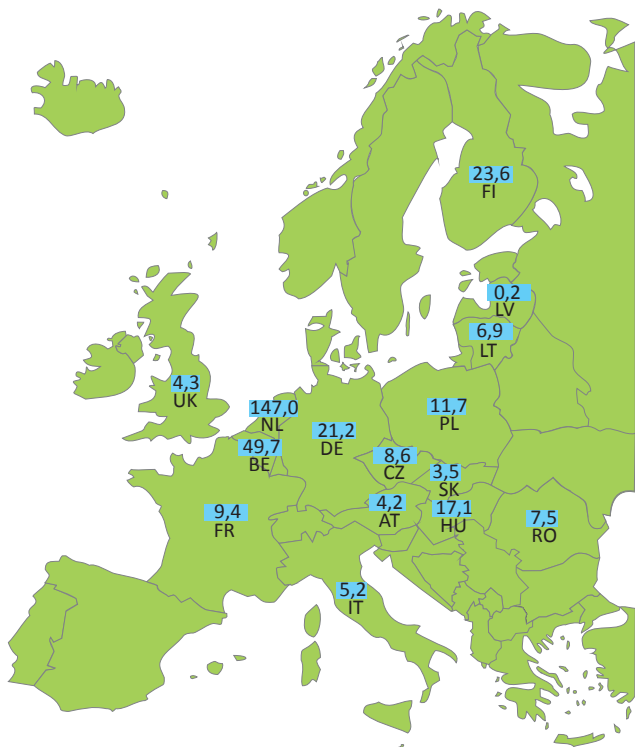 23,6
FI
0,2
LV
6,9
LT
4,3
UK
147,0
NL
11,7
PL
21,2
DE
49,7
BE
8,6
CZ
3,5
SK
4,2
AT
17,1
HU
9,4
FR
7,5
RO
5,2
IT